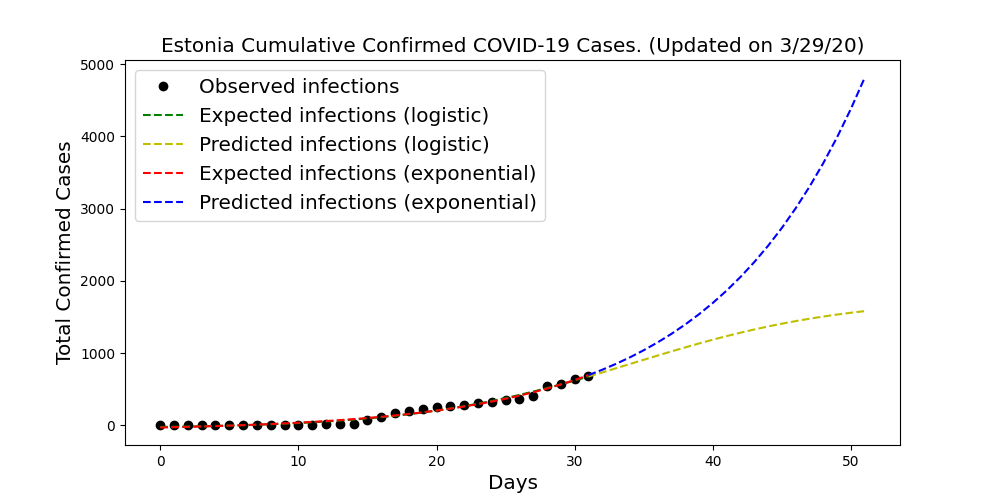 Estonia Cumulative Confirmed COVID-19 Cases. (Updated on 3/29/20)
Observed infections
Expected infections (logistic)
Predicted infections (logistic)
Expected infections (exponential)
Predicted infections (exponential)
Total Confirmed Cases
5000
4000
3000
2000
1000
0
0 10 20 30 40 50
Days